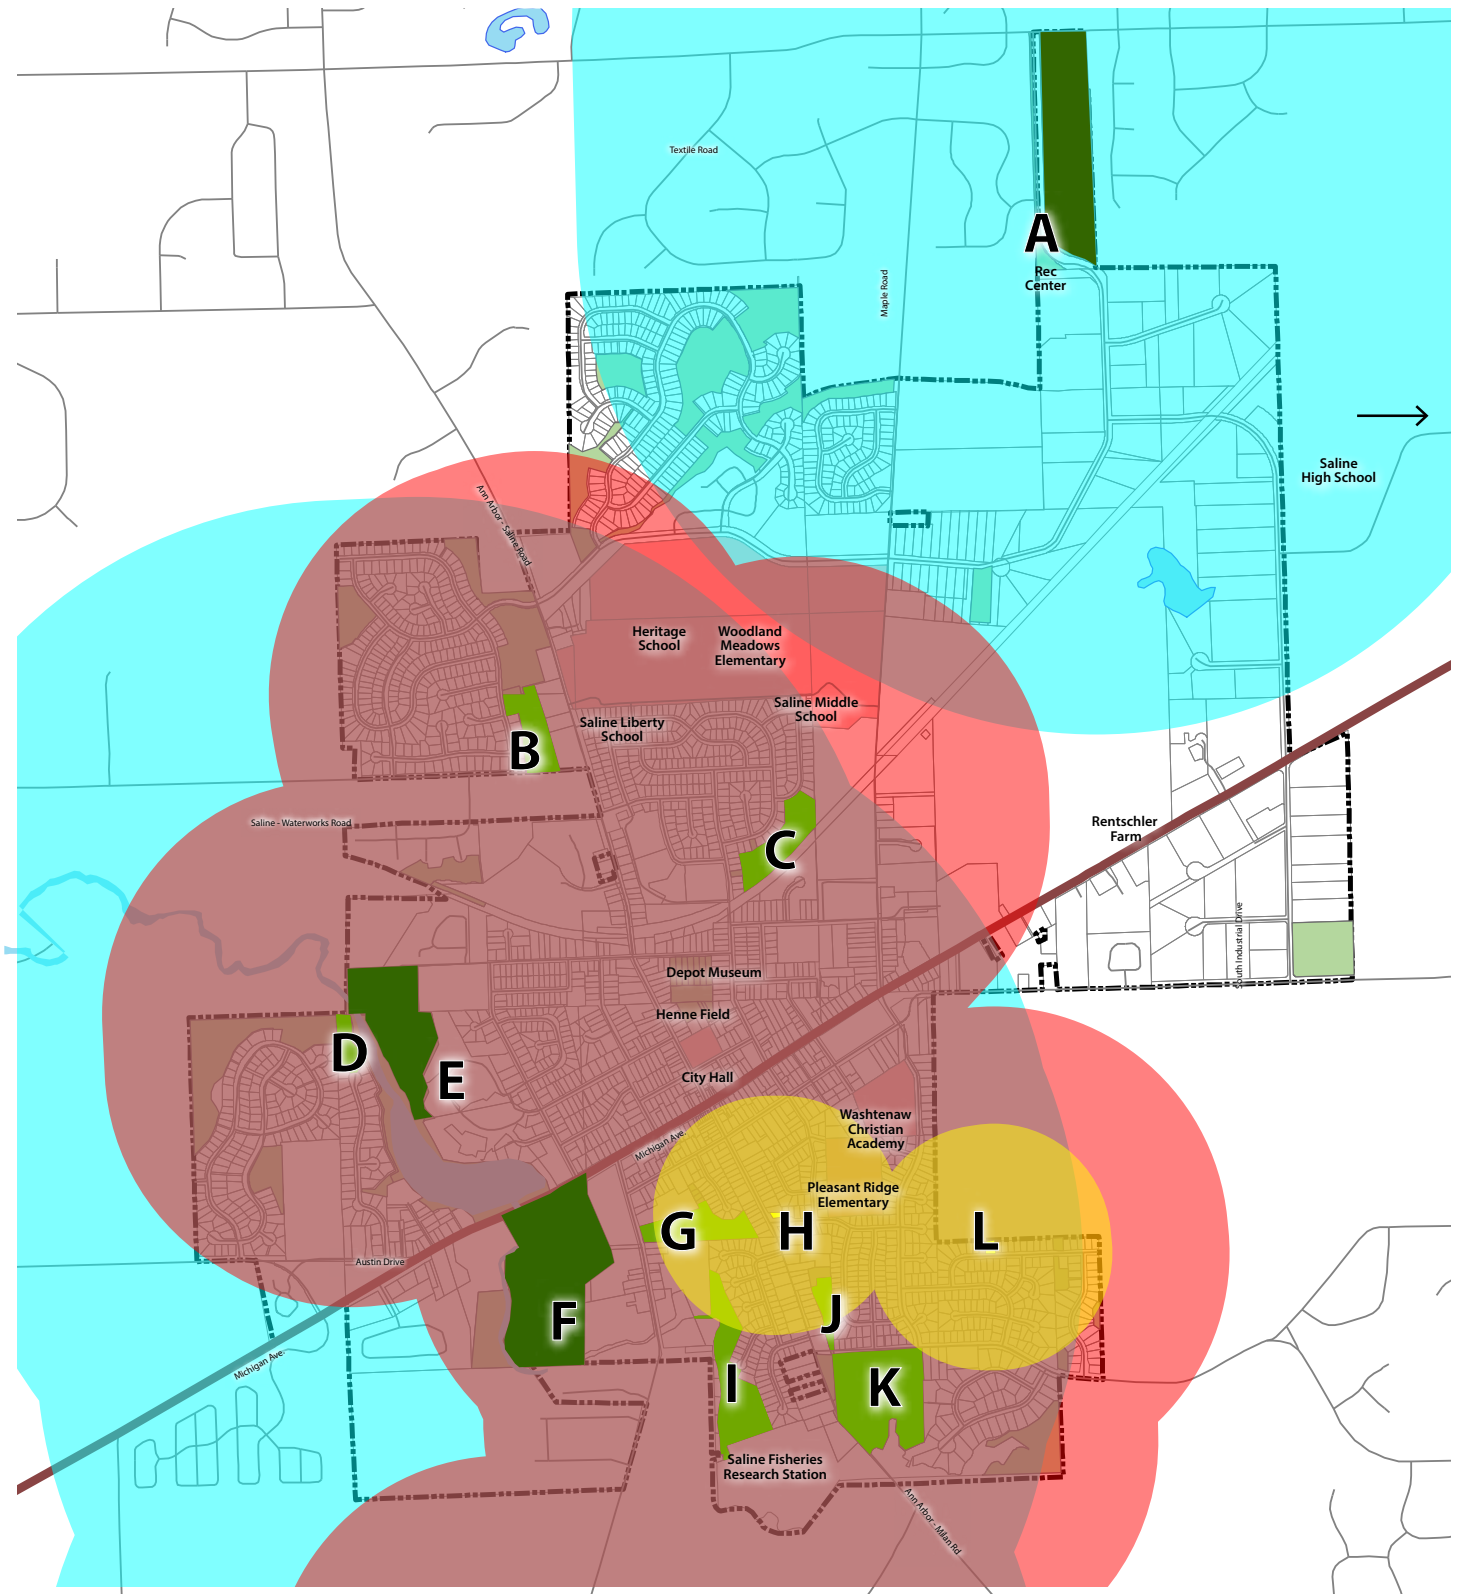 Textile Road
Maple Road
A
Rec
Center
Saline
High School
Ann Arbor - Saline Road
Heritage
School
Woodland
Meadows
Elementary
Saline Liberty
School
Saline Middle
School
B
Saline - Waterworks Road
C
Rentschler
Farm
South Industrial Drive
Depot Museum
Henne Field
D
E
City Hall
Washtenaw
Christian
Academy
Michigan Ave.
Pleasant Ridge
Elementary
G
H
L
Austin Drive
F
J
Michigan Ave.
I
K
Saline Fisheries
Research Station
Ann Arbor - Milan Rd